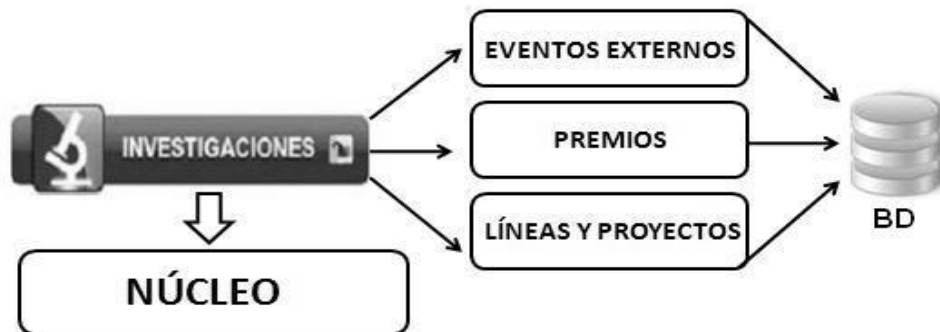 EVENTOS EXTERNOS
INVESTIGACIONES
PREMIOS
LÍNEAS Y PROYECTOS
BD
NÚCLEO